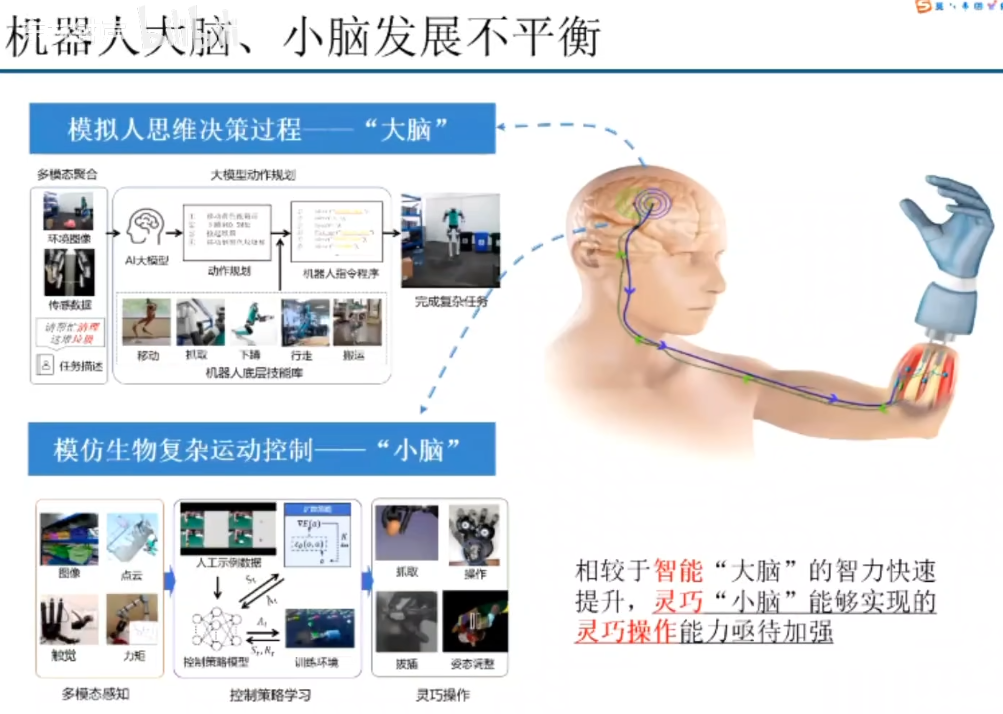 机器人大脑、小脑发展不平衡
模拟人思维决策过程——“大脑”
多模态聚合
大模型动作规划
环境图像
传感数据
请帮忙清理
这堆垃圾
任务描述
AI大模型
动作规划
机器人指令程序
完成复杂任务
移动
抓取
下蹲
行走
搬运
机器人底层技能库
模仿生物复杂运动控制——“小脑”
图像
点云
触觉
力矩
多模态感知
人工示例数据
控制策略模型
训练环境
控制策略学习
抓取
操作
拔插
姿态调整
灵巧操作
相较于智能“大脑”的智力快速
提升，灵巧“小脑”能够实现的
灵巧操作能力亟待加强